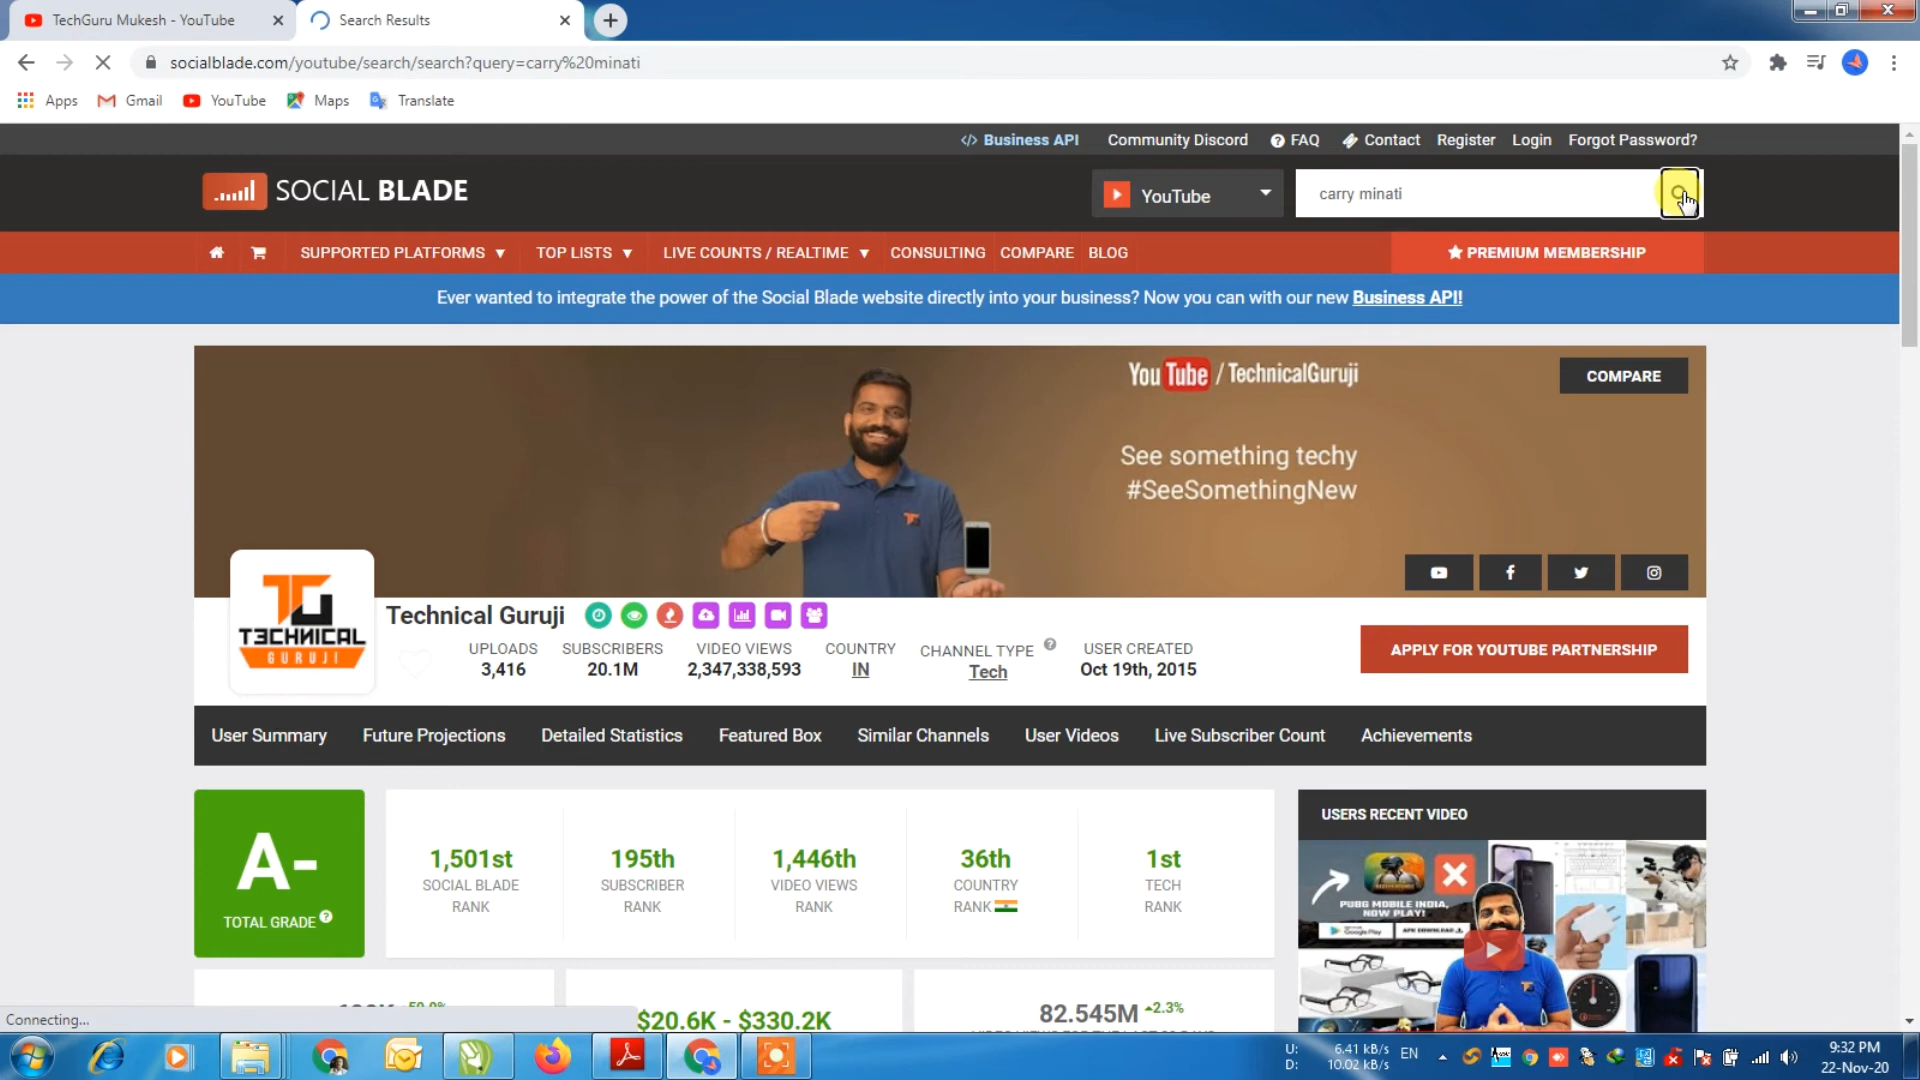 TechGuru Mukesh - YouTube
Search Results
socialblade.com/youtube/search/search?query=carry%20minati
Apps
Gmail
YouTube
Maps
Translate
</> Business API
Community Discord
FAQ
Contact
Register
Login
Forgot Password?
SOCIAL BLADE
YouTube
carry minati
SUPPORTED PLATFORMS
TOP LISTS
LIVE COUNTS / REALTIME
CONSULTING
COMPARE
BLOG
PREMIUM MEMBERSHIP
Ever wanted to integrate the power of the Social Blade website directly into your business? Now you can with our new Business API!
YouTube / TechnicalGuruji
COMPARE
See something techy
#SeeSomethingNew
TG
T3CHNICAL
GURUJI
Technical Guruji
UPLOADS
3,416
SUBSCRIBERS
20.1M
VIDEO VIEWS
2,347,338,593
COUNTRY
IN
CHANNEL TYPE
Tech
USER CREATED
Oct 19th, 2015
APPLY FOR YOUTUBE PARTNERSHIP
User Summary
Future Projections
Detailed Statistics
Featured Box
Similar Channels
User Videos
Live Subscriber Count
Achievements
A-
TOTAL GRADE
1,501st
SOCIAL BLADE
RANK
195th
SUBSCRIBER
RANK
1,446th
VIDEO VIEWS
RANK
36th
COUNTRY
RANK
1st
TECH
RANK
USERS RECENT VIDEO
PUBG MOBILE INDIA,
NOW PLAY!
Google Play
APK DOWNLOAD
$20.6K - $330.2K
82.545M
2.3%
Connecting...
U: 6.41 kB/s
D: 10.02 kB/s
EN
9:32 PM
22-Nov-20